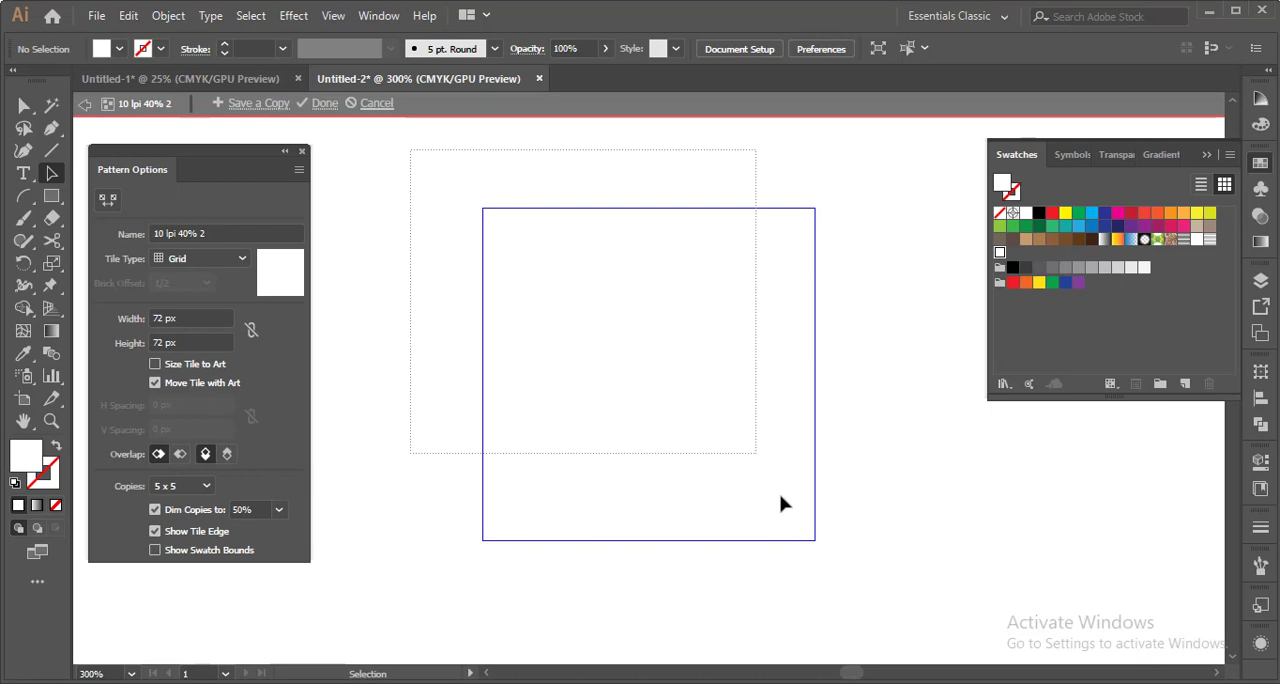 Ai File Edit Object Type Select Effect View Window Help Essentials Classic Search Adobe Stock
No Selection Stroke: 5 pt. Round Opacity: 100% Style: Document Setup Preferences
Untitled-1* @ 25% (CMYK/GPU Preview) × Untitled-2* @ 300% (CMYK/GPU Preview) ×
10 lpi 40% 2 + Save a Copy Done Cancel
Pattern Options
Swatches Symbols Transpar Gradient
Name: 10 lpi 40% 2
Tile Type: Grid
Brick Offset: 1/2
Width: 72 px
Height: 72 px
Size Tile to Art
Move Tile with Art
H Spacing: 0 px
V Spacing: 0 px
Overlap:
Copies: 5 x 5
Dim Copies to: 50%
Show Tile Edge
Show Swatch Bounds
Activate Windows
Go to Settings to activate Windows.
300% 1 Selection